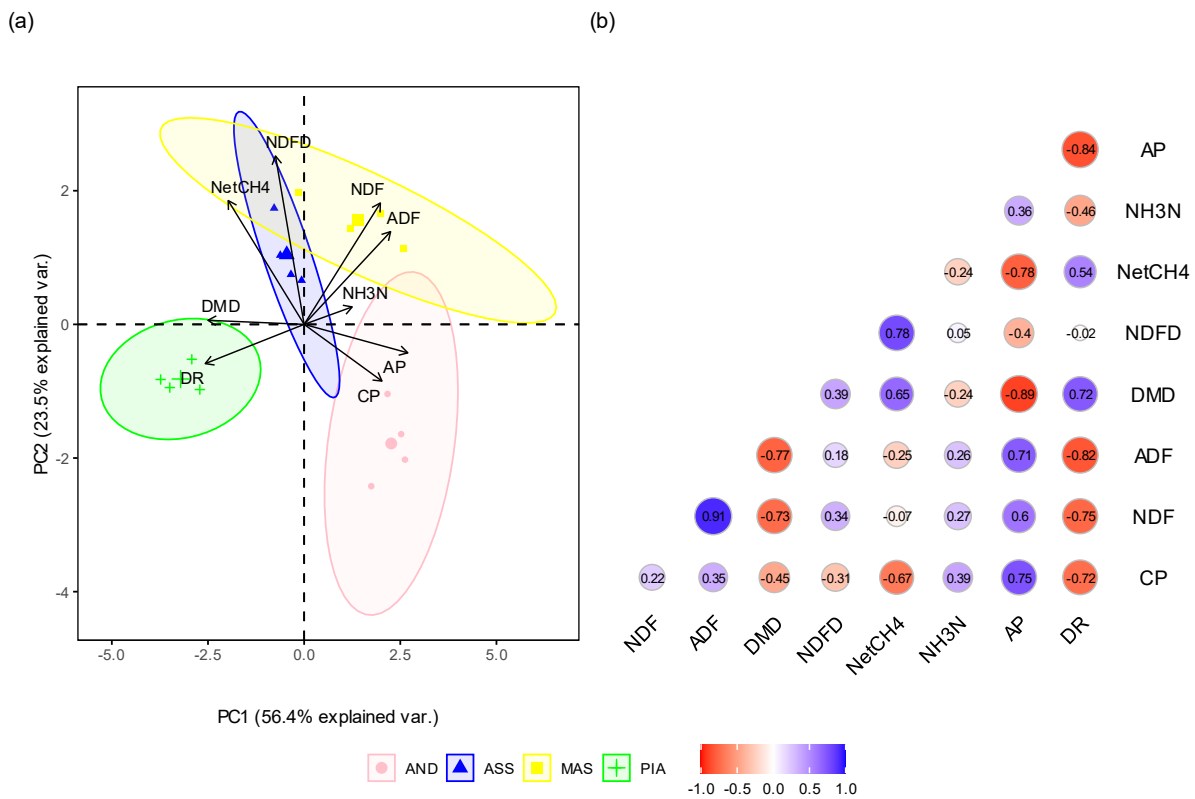 (a)
(b)
PC2 (23.5% explained var.)
2
0
-2
-4
-5.0 -2.5 0.0 2.5 5.0
PC1 (56.4% explained var.)
NDFD
NetCH4
NDF
ADF
NH3N
DMD
DR
AP
CP
-0.84 AP
0.36 -0.46 NH3N
-0.24 -0.78 0.54 NetCH4
0.78 0.05 -0.4 -0.02 NDFD
0.39 0.65 -0.24 -0.89 0.72 DMD
-0.77 0.18 -0.25 0.26 0.71 -0.82 ADF
0.91 -0.73 0.34 -0.07 0.27 0.6 -0.75 NDF
0.22 0.35 -0.45 -0.31 -0.67 0.39 0.75 -0.72 CP
NDF ADF DMD NDFD NetCH4 NH3N AP DR
AND ASS MAS PIA
-1.0 -0.5 0.0 0.5 1.0